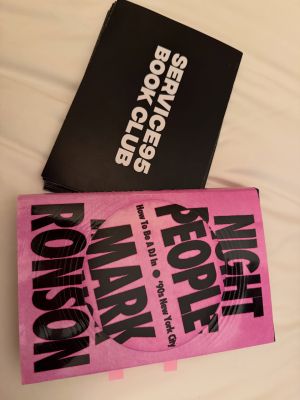 SERVICE95
BOOK CLUB
NIGHT
PEOPLE
How To Be A DJ In '90s New York City
MARK
RONSON